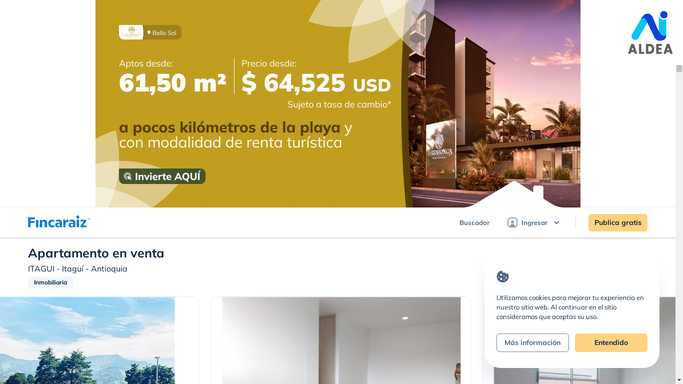 Bello Sol
Aptos desde:
61,50 m²
Precio desde:
$ 64,525 USD
Sujeto a tasa de cambio*
a pocos kilómetros de la playa y
con modalidad de renta turística
Invierte AQUÍ
ALDEA
Fincaraiz
Buscador
Ingresar
Publica gratis
Apartamento en venta
ITAGUI - Itaguí - Antioquia
Inmobiliaria
Utilizamos cookies para mejorar tu experiencia en
nuestro sitio web. Al continuar en el sitio
consideramos que aceptas su uso.
Más información
Entendido